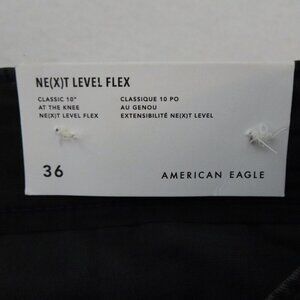 NE(X)T LEVEL FLEX
CLASSIC 10"
AT THE KNEE
NE(X)T LEVEL FLEX
CLASSIQUE 10 PO
AU GENOU
EXTENSIBILITÉ NE(X)T LEVEL
36
AMERICAN EAGLE